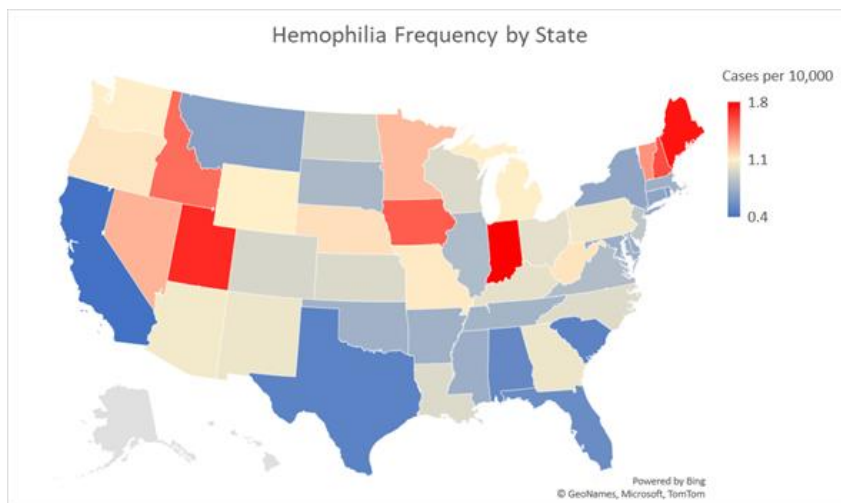 Hemophilia Frequency by State
Cases per 10,000
1.8
1.1
0.4
Powered by Bing
© GeoNames, Microsoft, TomTom